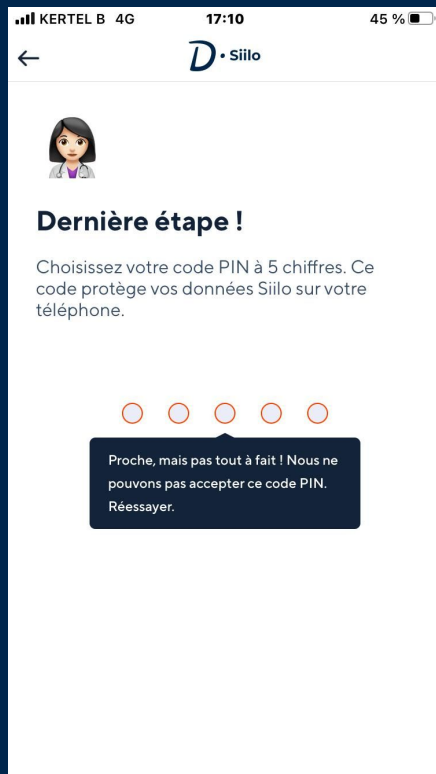 KERTEL B 4G 17:10 45 %
D · Siilo
Dernière étape !
Choisissez votre code PIN à 5 chiffres. Ce
code protège vos données Siilo sur votre
téléphone.
Proche, mais pas tout à fait ! Nous ne
pouvons pas accepter ce code PIN.
Réessayer.